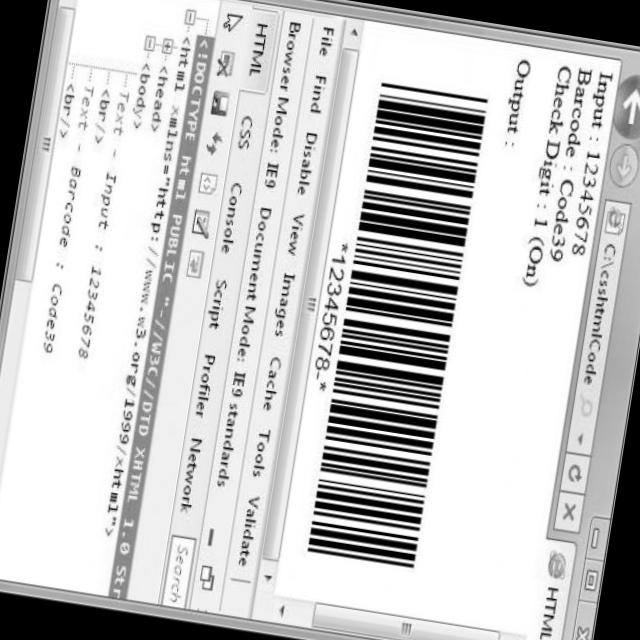 C:\csshtmlCode
HTML
Input : 12345678
Barcode : Code39
Check Digit : 1 (On)
Output :
*12345678-*
File Find Disable View Images Cache Tools Validate
Browser Mode: IE9 Document Mode: IE9 standards
HTML CSS Console Script Profiler Network
Search
<!DOCTYPE html PUBLIC "-//W3C//DTD XHTML 1.0 Str
<html xmlns="http://www.w3.org/1999/xhtml">
<head>
<body>
Text - Input : 12345678
<br/>
Text - Barcode : Code39
<br/>